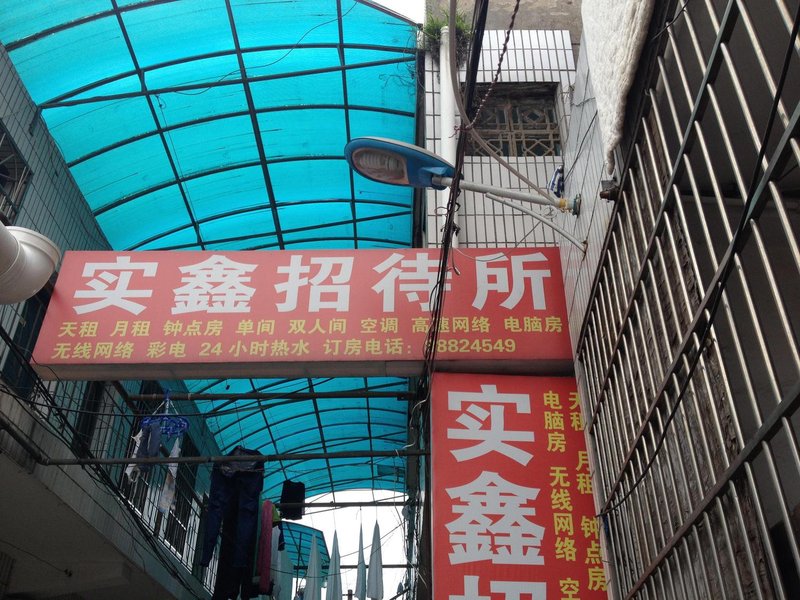 实鑫招待所
天租 月租 钟点房 单间 双人间 空调 高速网络 电脑房
无线网络 彩电 24小时热水 订房电话：88824549
实鑫招
天租 月租 钟点房
电脑房 无线网络 空